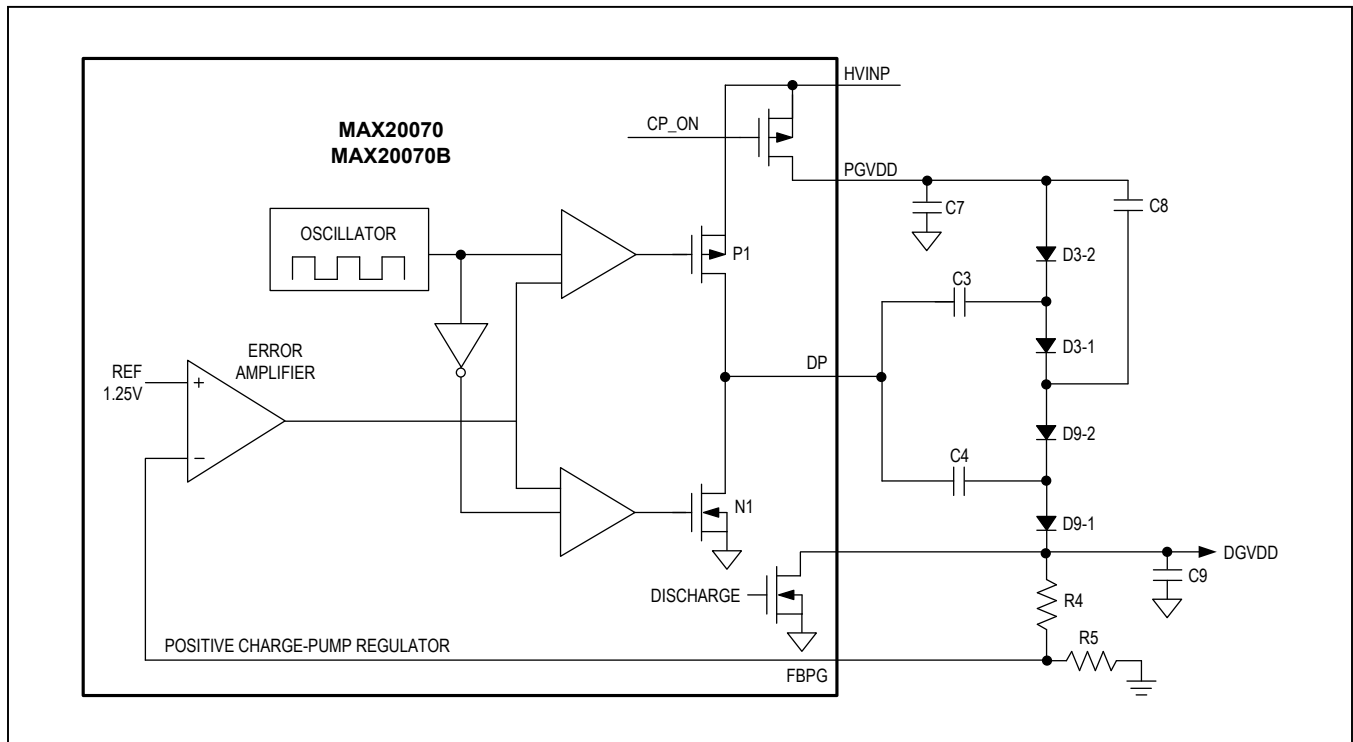 HVINP
MAX20070
MAX20070B
CP_ON
PGVDD
C7
C8
OSCILLATOR
P1
D3-2
C3
D3-1
ERROR
AMPLIFIER
DP
REF
1.25V
+
−
D9-2
C4
N1
D9-1
DGVDD
C9
DISCHARGE
R4
R5
POSITIVE CHARGE-PUMP REGULATOR
FBPG